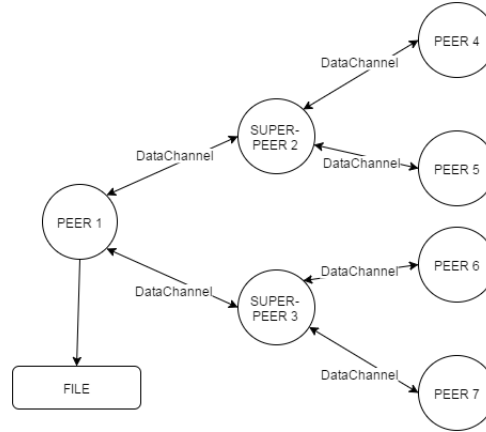 PEER 4
DataChannel
SUPER-
PEER 2
DataChannel
DataChannel
PEER 5
PEER 1
PEER 6
DataChannel
DataChannel
SUPER-
PEER 3
DataChannel
FILE
PEER 7